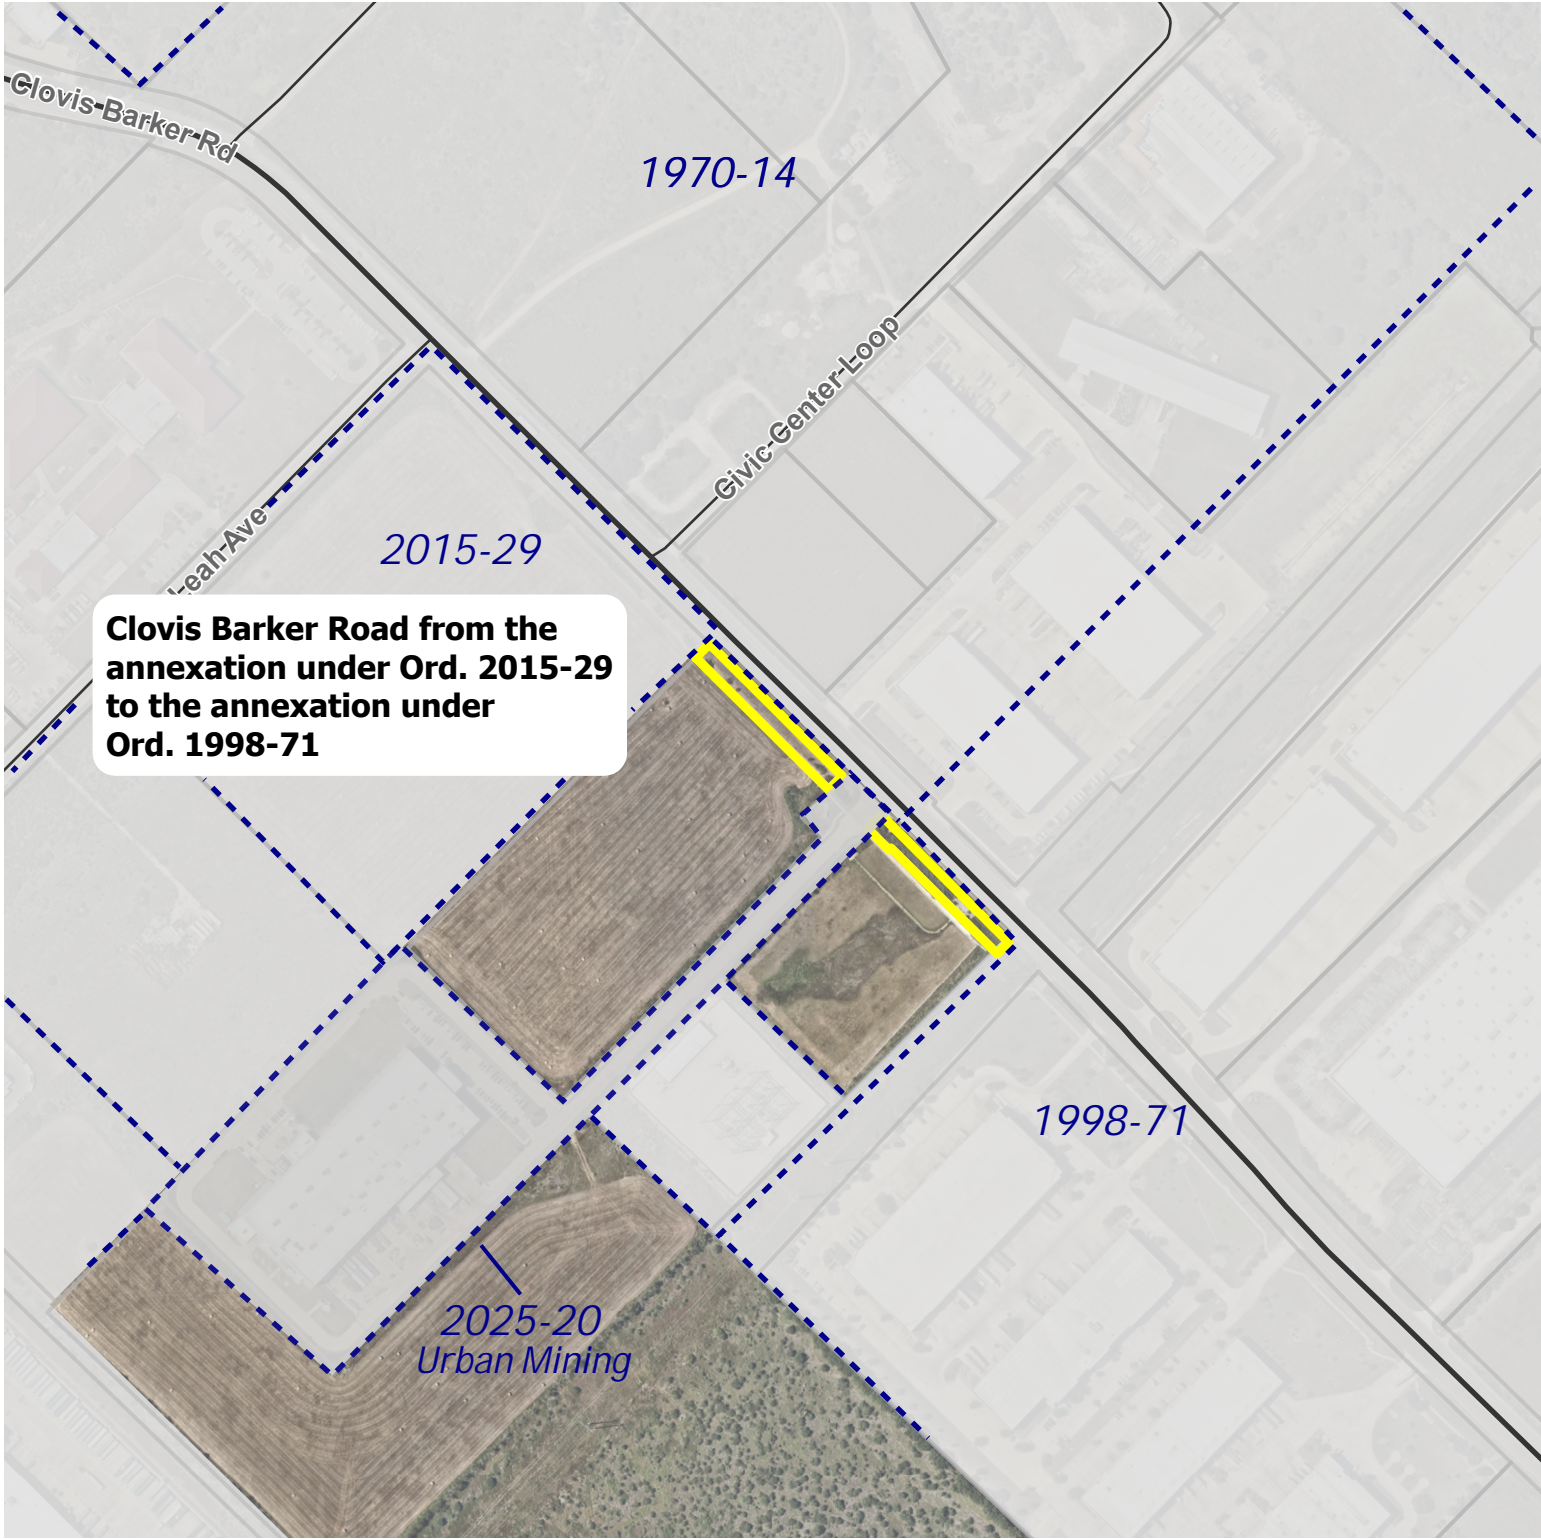 Clovis Barker Rd
1970-14
Civic Center Loop
2015-29
Leah Ave
Clovis Barker Road from the
annexation under Ord. 2015-29
to the annexation under
Ord. 1998-71
1998-71
2025-20
Urban Mining